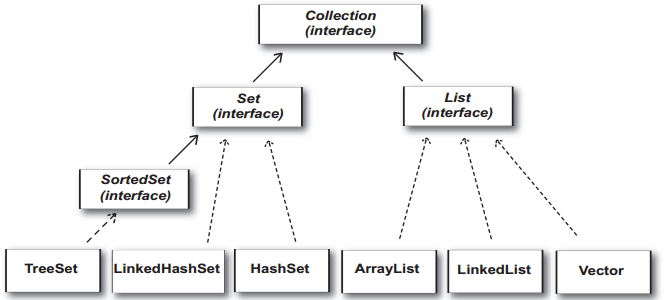 Collection
(interface)
Set
(interface)
List
(interface)
SortedSet
(interface)
TreeSet
LinkedHashSet
HashSet
ArrayList
LinkedList
Vector